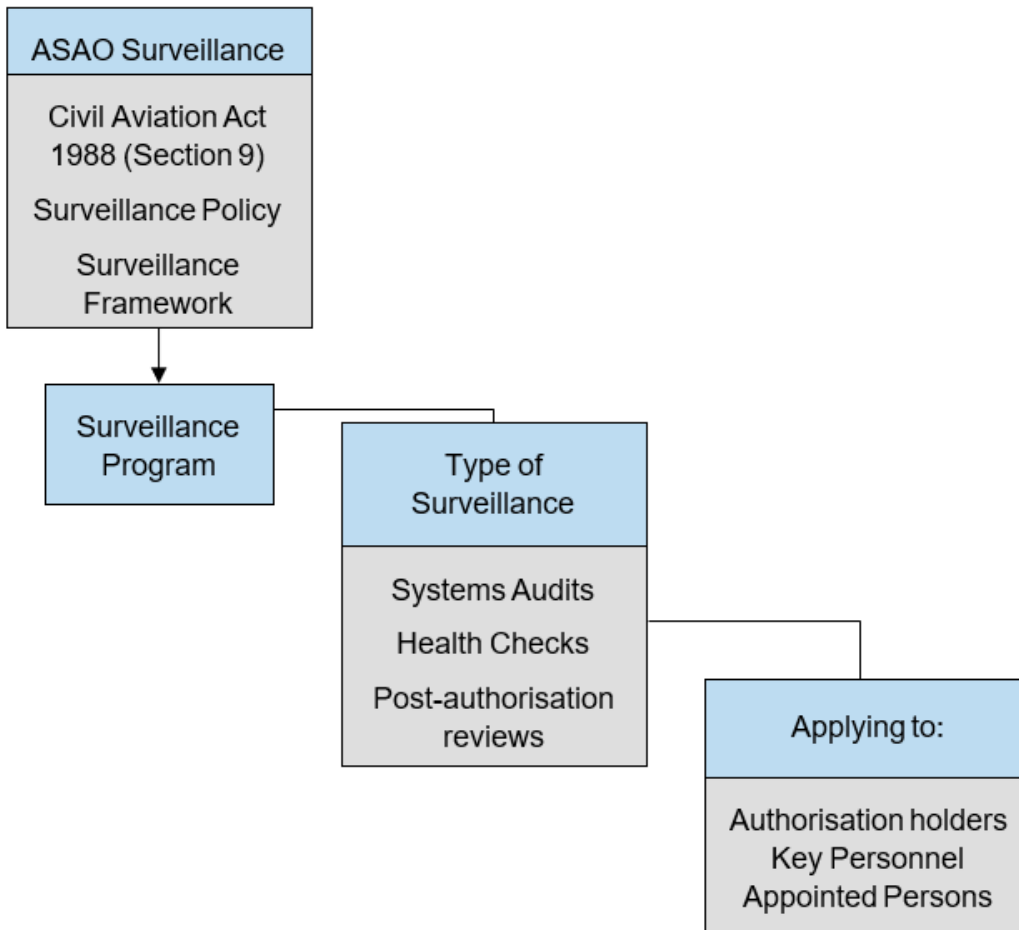 ASAO Surveillance
Civil Aviation Act
1988 (Section 9)
Surveillance Policy
Surveillance
Framework
Surveillance
Program
Type of
Surveillance
Systems Audits
Health Checks
Post-authorisation
reviews
Applying to:
Authorisation holders
Key Personnel
Appointed Persons